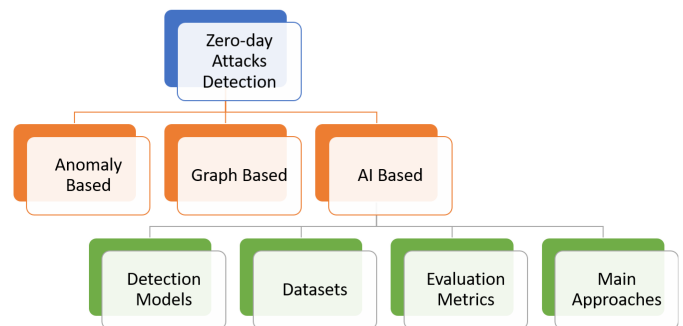 Zero-day
Attacks
Detection
Anomaly
Based
Graph Based
AI Based
Detection
Models
Datasets
Evaluation
Metrics
Main
Approaches